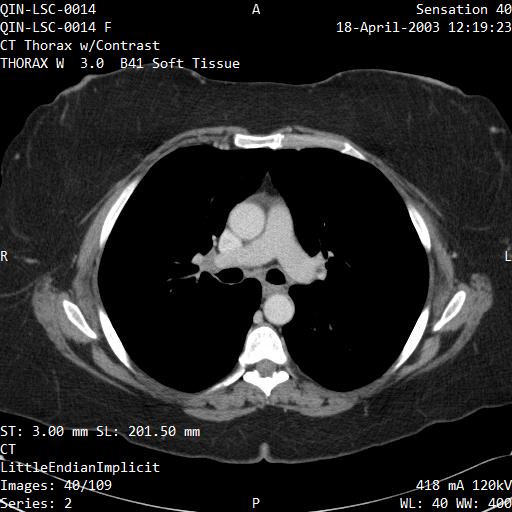 QIN-LSC-0014
A
Sensation 40
QIN-LSC-0014 F
18-April-2003 12:19:23
CT Thorax w/Contrast
THORAX W  3.0  B41 Soft Tissue
R
L
ST: 3.00 mm SL: 201.50 mm
CT
LittleEndianImplicit
Images: 40/109
418 mA 120kV
Series: 2
P
WL: 40 WW: 400